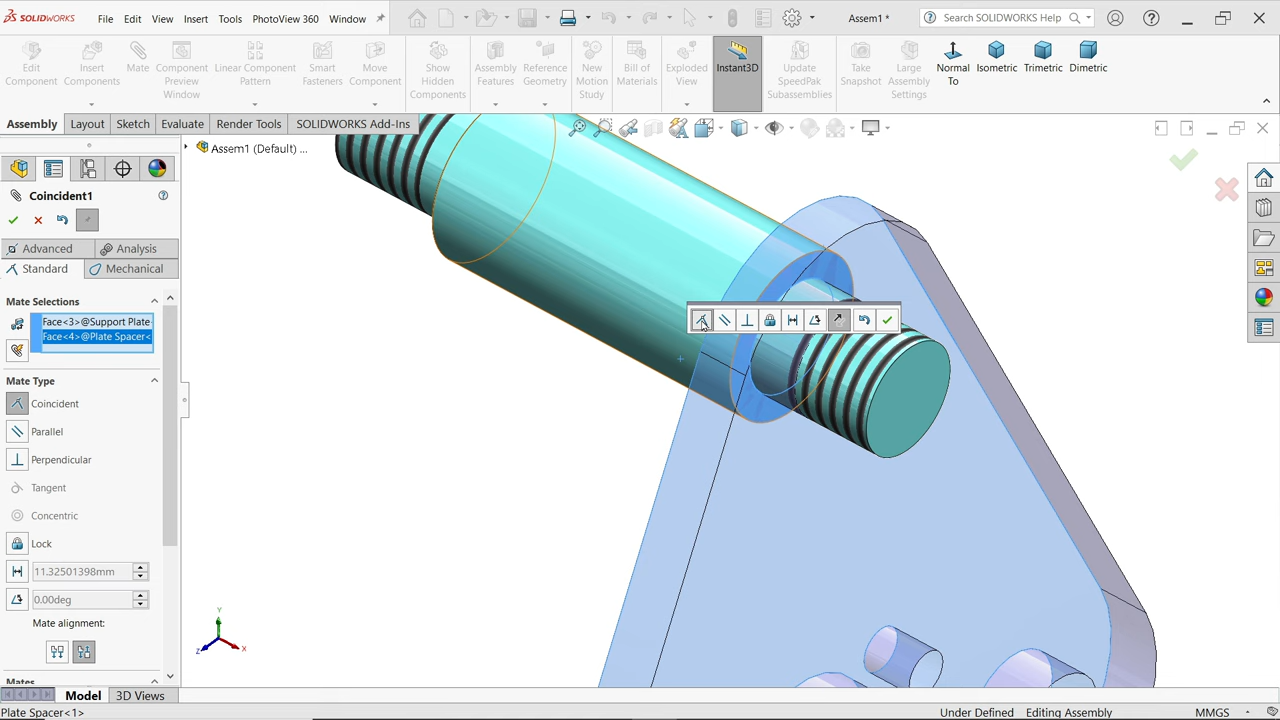 SOLIDWORKS File Edit View Insert Tools PhotoView 360 Window Assem1 * Search SOLIDWORKS Help
Edit Component
Insert Components
Mate
Component Preview Window
Linear Component Pattern
Smart Fasteners
Move Component
Show Hidden Components
Assembly Features
Reference Geometry
New Motion Study
Bill of Materials
Exploded View
Instant3D
Update SpeedPak Subassemblies
Take Snapshot
Large Assembly Settings
Normal To
Isometric
Trimetric
Dimetric
Assembly Layout Sketch Evaluate Render Tools SOLIDWORKS Add-Ins
Assem1 (Default) ...
Coincident1
Advanced Analysis
Standard Mechanical
Mate Selections
Face<3>@Support Plate
Face<4>@Plate Spacer<
Mate Type
Coincident
Parallel
Perpendicular
Tangent
Concentric
Lock
11.32501398mm
0.00deg
Mate alignment:
Mates
Y
Z X
Model 3D Views
Plate Spacer<1> Under Defined Editing Assembly MMGS